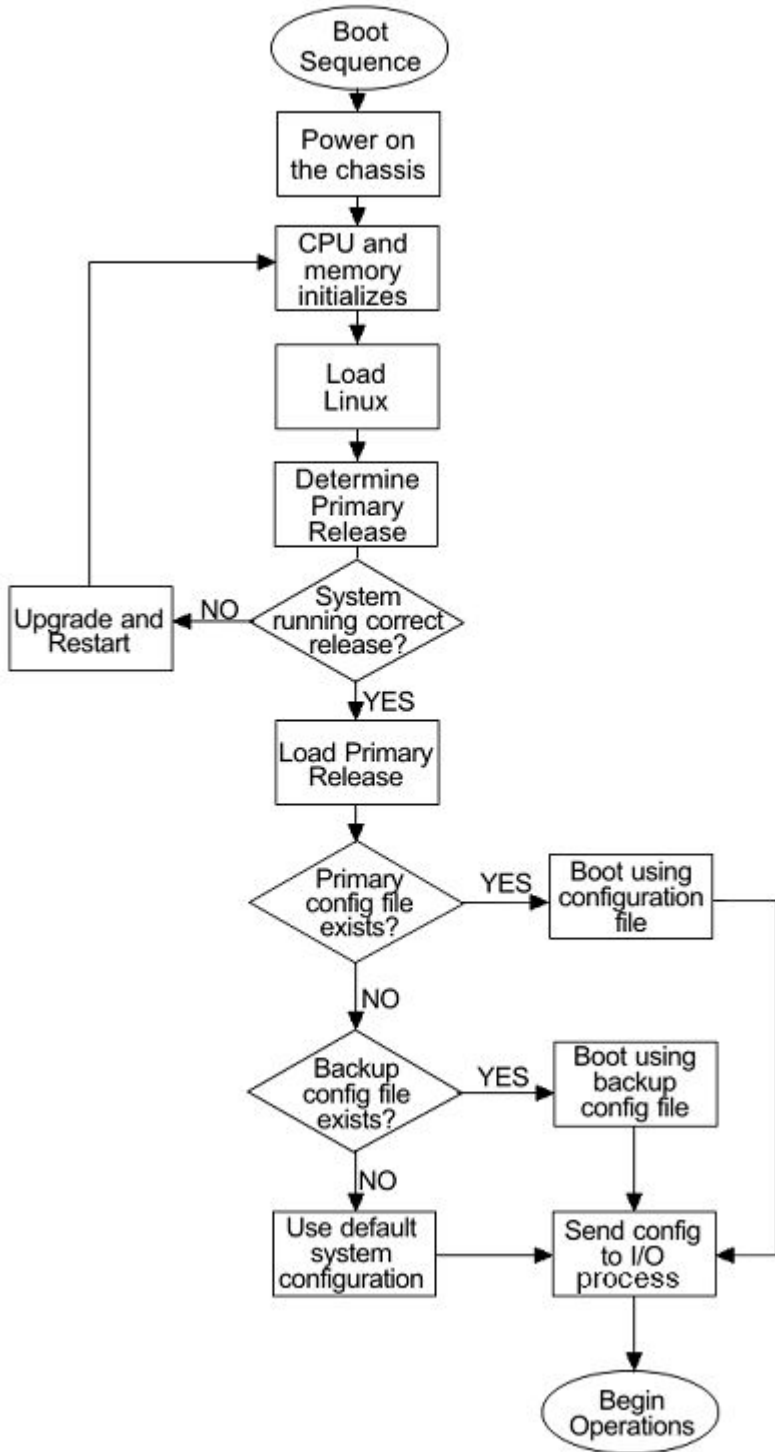 Boot
Sequence
Power on
the chassis
CPU and
memory
initializes
Load
Linux
Determine
Primary
Release
System
running correct
release?
NO
Upgrade and
Restart
YES
Load Primary
Release
Primary
config file
exists?
YES
Boot using
configuration
file
NO
Backup
config file
exists?
YES
Boot using
backup
config file
NO
Use default
system
configuration
Send config
to I/O
process
Begin
Operations